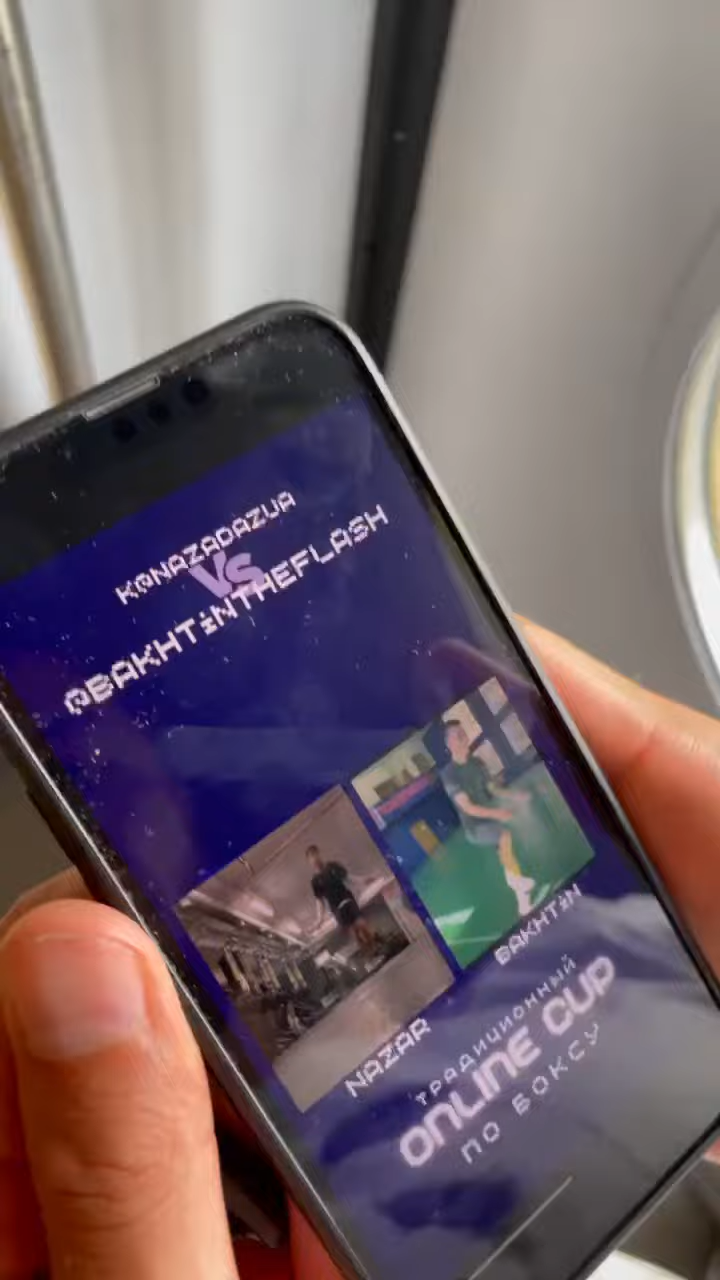 K@NAZADAZUA
VS
@BAKHTiNTHEFLASH
NAZAR
BAKHTiN
ТРАДИЦИОННЫЙ
ONLINE CUP
ПО БОКСУ